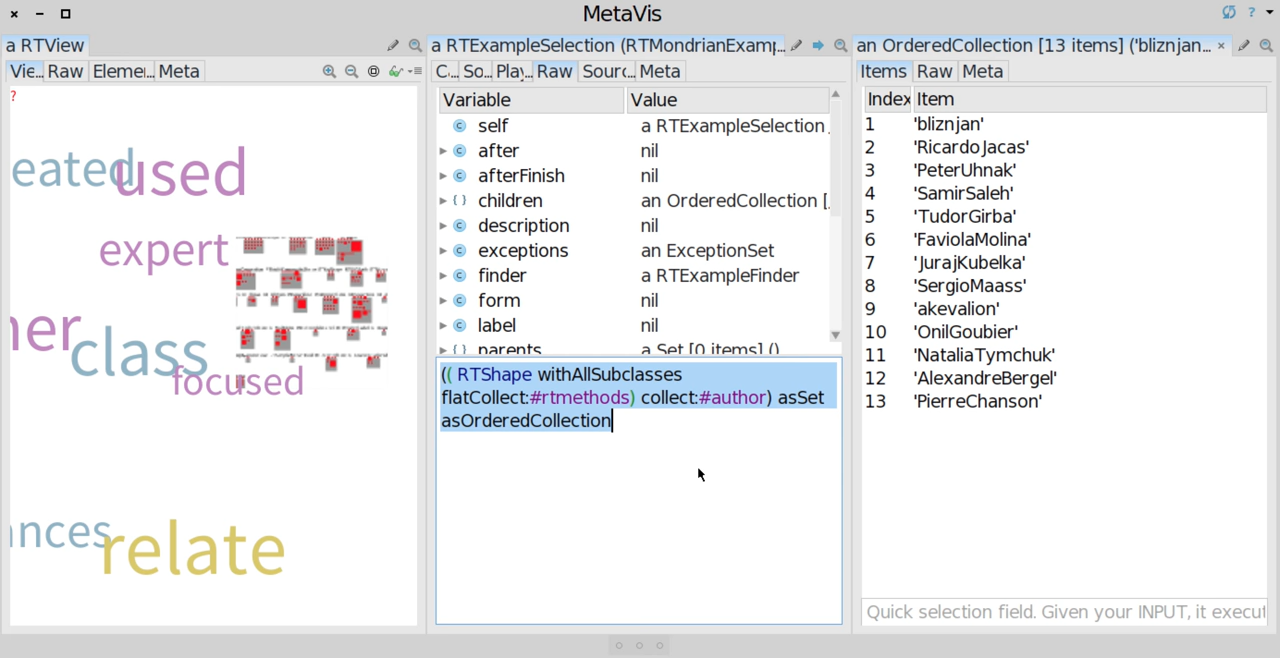 MetaVis
?
a RTView
Vie... Raw Eleme... Meta
?
eated
used
expert
her
class
focused
nces
relate
a RTExampleSelection (RTMondrianExamp...
C... So... Play... Raw Sourc... Meta
Variable Value
self a RTExampleSelection
after nil
afterFinish nil
children an OrderedCollection [
description nil
exceptions an ExceptionSet
finder a RTExampleFinder
form nil
label nil
parents a Set [0 items] ()
(( RTShape withAllSubclasses
flatCollect:#rtmethods) collect:#author) asSet
asOrderedCollection
an OrderedCollection [13 items] ('bliznjan...
Items Raw Meta
Index Item
1 'bliznjan'
2 'RicardoJacas'
3 'PeterUhnak'
4 'SamirSaleh'
5 'TudorGirba'
6 'FaviolaMolina'
7 'JurajKubelka'
8 'SergioMaass'
9 'akevalion'
10 'OnilGoubier'
11 'NataliaTymchuk'
12 'AlexandreBergel'
13 'PierreChanson'
Quick selection field. Given your INPUT, it execut